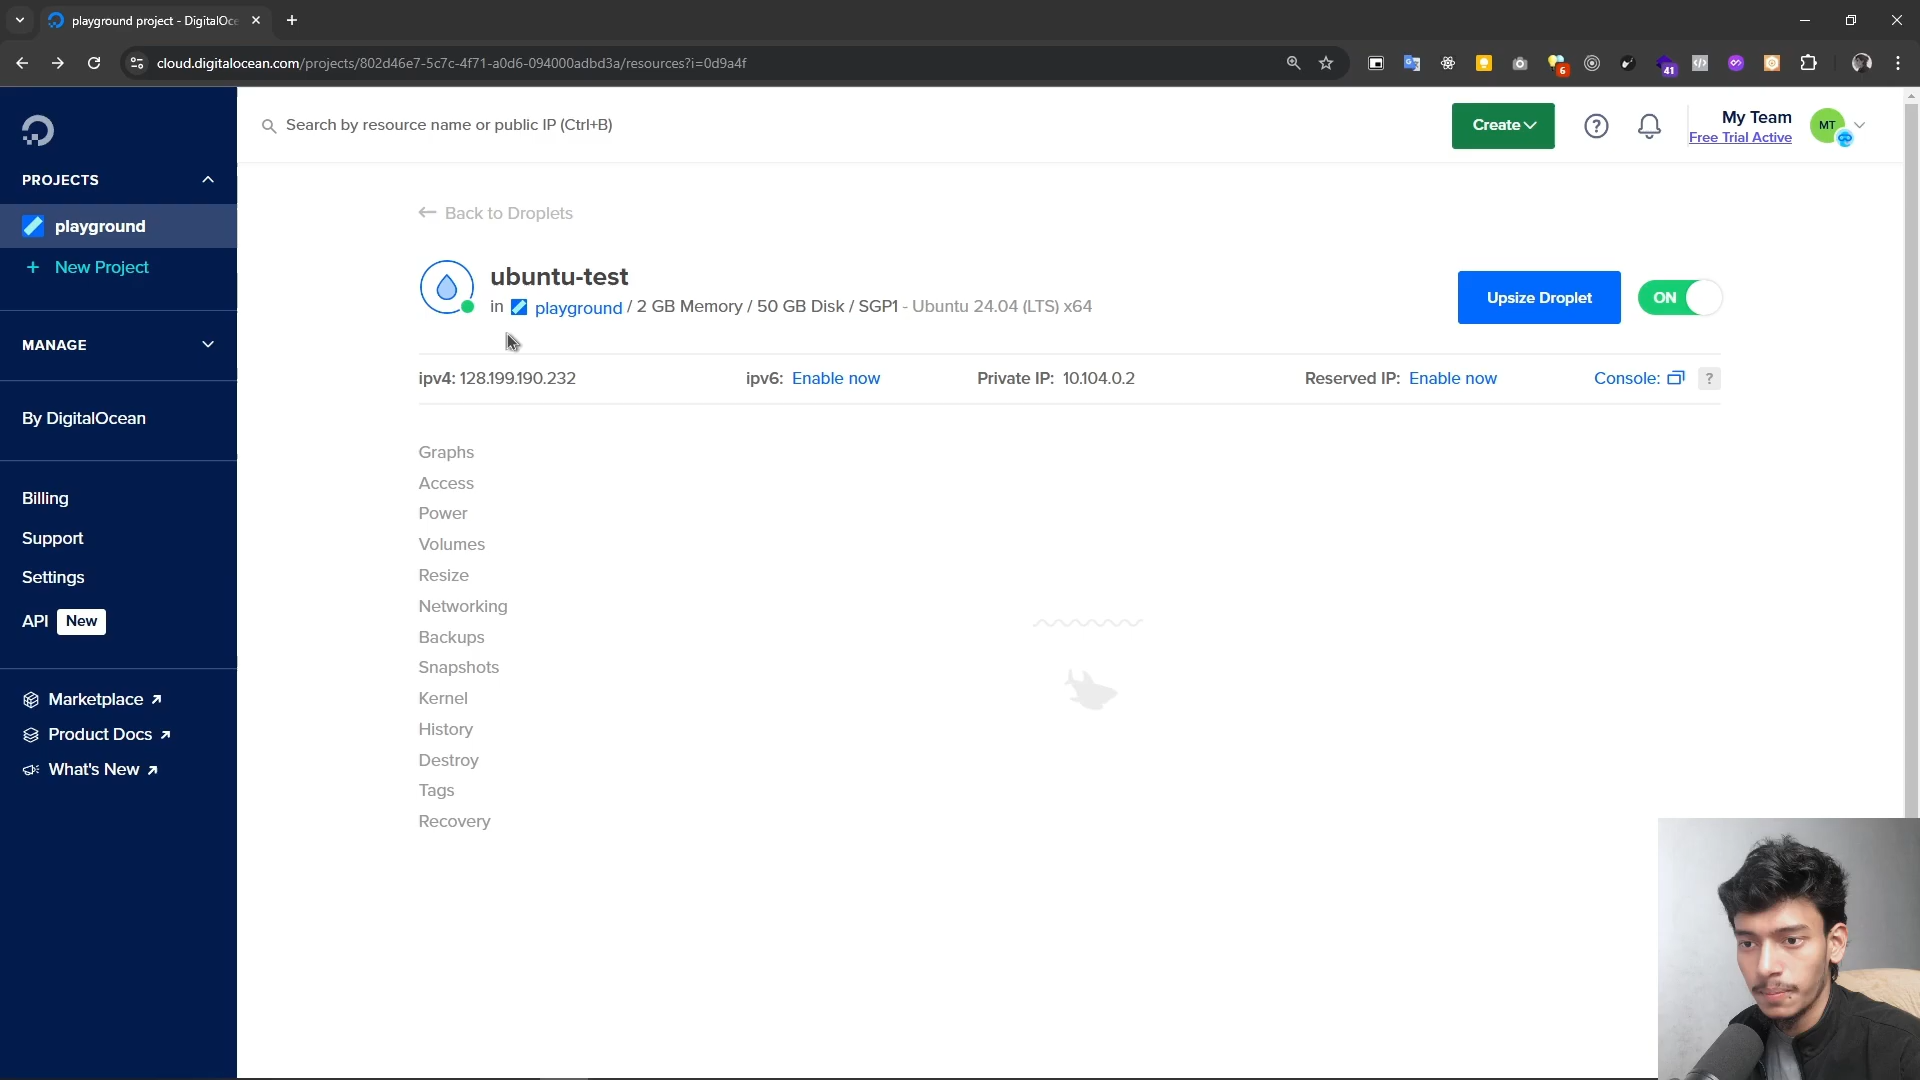 playground project - DigitalOce
cloud.digitalocean.com/projects/802d46e7-5c7c-4f71-a0d6-094000adbd3a/resources?i=0d9a4f
6
41
Search by resource name or public IP (Ctrl+B)
Create
?
My Team
Free Trial Active
MT
PROJECTS
playground
+ New Project
MANAGE
By DigitalOcean
Billing
Support
Settings
API New
Marketplace
Product Docs
What's New
Back to Droplets
ubuntu-test
in playground / 2 GB Memory / 50 GB Disk / SGP1 - Ubuntu 24.04 (LTS) x64
Upsize Droplet
ON
ipv4: 128.199.190.232
ipv6: Enable now
Private IP: 10.104.0.2
Reserved IP: Enable now
Console: ?
Graphs
Access
Power
Volumes
Resize
Networking
Backups
Snapshots
Kernel
History
Destroy
Tags
Recovery